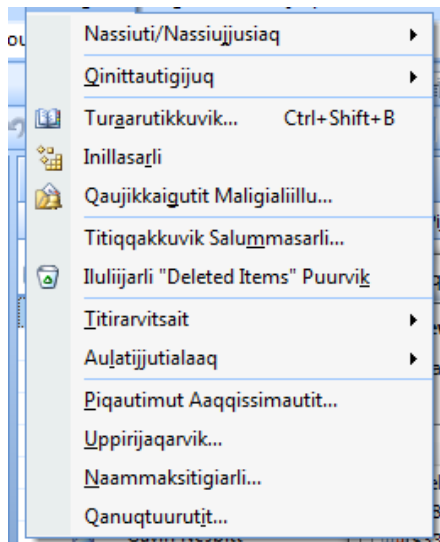 Nassiuti/Nassiujjusiaq
Qinittautigijuq
Turaarutikkuvik... Ctrl+Shift+B
Inillasarli
Qaujikkaigutit Maligialiillu...
Titiqqakkuvik Salummasarli...
Iluliijarli "Deleted Items" Puurvik
Titirarvitsait
Aulatijjutialaaq
Piqautimut Aaqqissimautit...
Uppirijaqarvik...
Naammaksitigiarli...
Qanuqtuurutit...